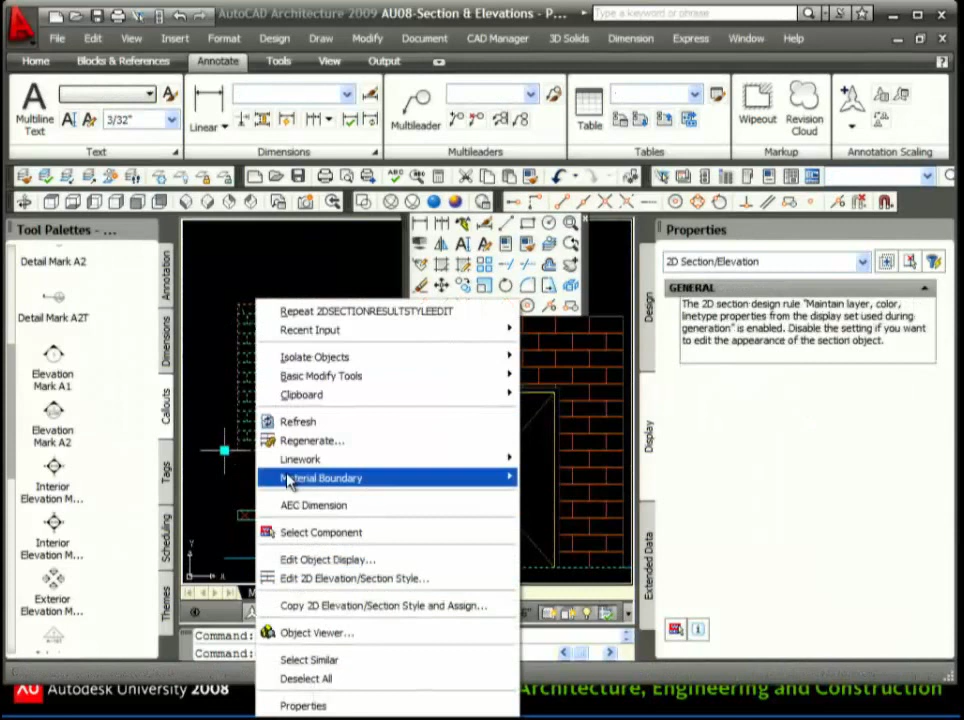 AutoCAD Architecture 2009 AU08-Section & Elevations - P...
Type a keyword or phrase
File Edit View Insert Format Design Draw Modify Document CAD Manager 3D Solids Dimension Express Window Help
Home Blocks & References Annotate Tools View Output
Multiline Text
3/32"
Linear
Multileader
Table
Wipeout
Revision Cloud
Text Dimensions Multileaders Tables Markup Annotation Scaling
Tool Palettes - ...
Detail Mark A2
Detail Mark A2T
Elevation Mark A1
Elevation Mark A2
Interior Elevation M...
Interior Elevation M...
Exterior Elevation M...
Annotation
Dimensions
Callouts
Tags
Scheduling
Themes
Repeat 2DSECTIONRESULTSTYLEEDIT
Recent Input
Isolate Objects
Basic Modify Tools
Clipboard
Refresh
Regenerate...
Linework
Material Boundary
AEC Dimension
Select Component
Edit Object Display...
Edit 2D Elevation/Section Style...
Copy 2D Elevation/Section Style and Assign...
Object Viewer...
Select Similar
Deselect All
Properties
Y
X
Command:
Command:
Properties
2D Section/Elevation
GENERAL
The 2D section design rule "Maintain layer, color,
linetype properties from the display set used during
generation" is enabled. Disable the setting if you want
to edit the appearance of the section object.
Design
Display
Extended Data
AU Autodesk University 2008
Architecture, Engineering and Construction